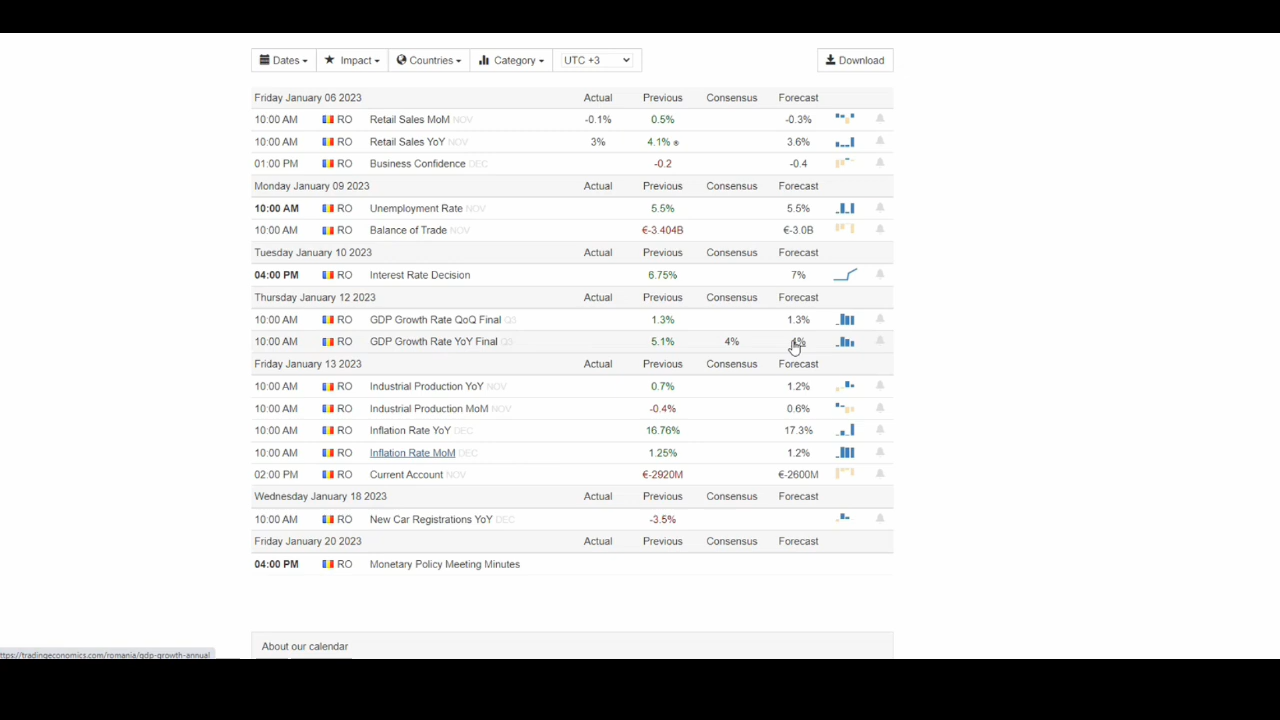 Dates Impact Countries Category UTC +3 Download
Friday January 06 2023 Actual Previous Consensus Forecast
10:00 AM RO Retail Sales MoM NOV -0.1% 0.5% -0.3%
10:00 AM RO Retail Sales YoY NOV 3% 4.1% ® 3.6%
01:00 PM RO Business Confidence DEC -0.2 -0.4
Monday January 09 2023 Actual Previous Consensus Forecast
10:00 AM RO Unemployment Rate NOV 5.5% 5.5%
10:00 AM RO Balance of Trade NOV €-3.404B €-3.0B
Tuesday January 10 2023 Actual Previous Consensus Forecast
04:00 PM RO Interest Rate Decision 6.75% 7%
Thursday January 12 2023 Actual Previous Consensus Forecast
10:00 AM RO GDP Growth Rate QoQ Final Q3 1.3% 1.3%
10:00 AM RO GDP Growth Rate YoY Final Q3 5.1% 4%
Friday January 13 2023 Actual Previous Consensus Forecast
10:00 AM RO Industrial Production YoY NOV 0.7% 1.2%
10:00 AM RO Industrial Production MoM NOV -0.4% 0.6%
10:00 AM RO Inflation Rate YoY DEC 16.76% 17.3%
10:00 AM RO Inflation Rate MoM DEC 1.25% 1.2%
02:00 PM RO Current Account NOV €-2920M €-2600M
Wednesday January 18 2023 Actual Previous Consensus Forecast
10:00 AM RO New Car Registrations YoY DEC -3.5%
Friday January 20 2023 Actual Previous Consensus Forecast
04:00 PM RO Monetary Policy Meeting Minutes
About our calendar
ttps://tradingeconomics.com/romania/gdp-growth-annual